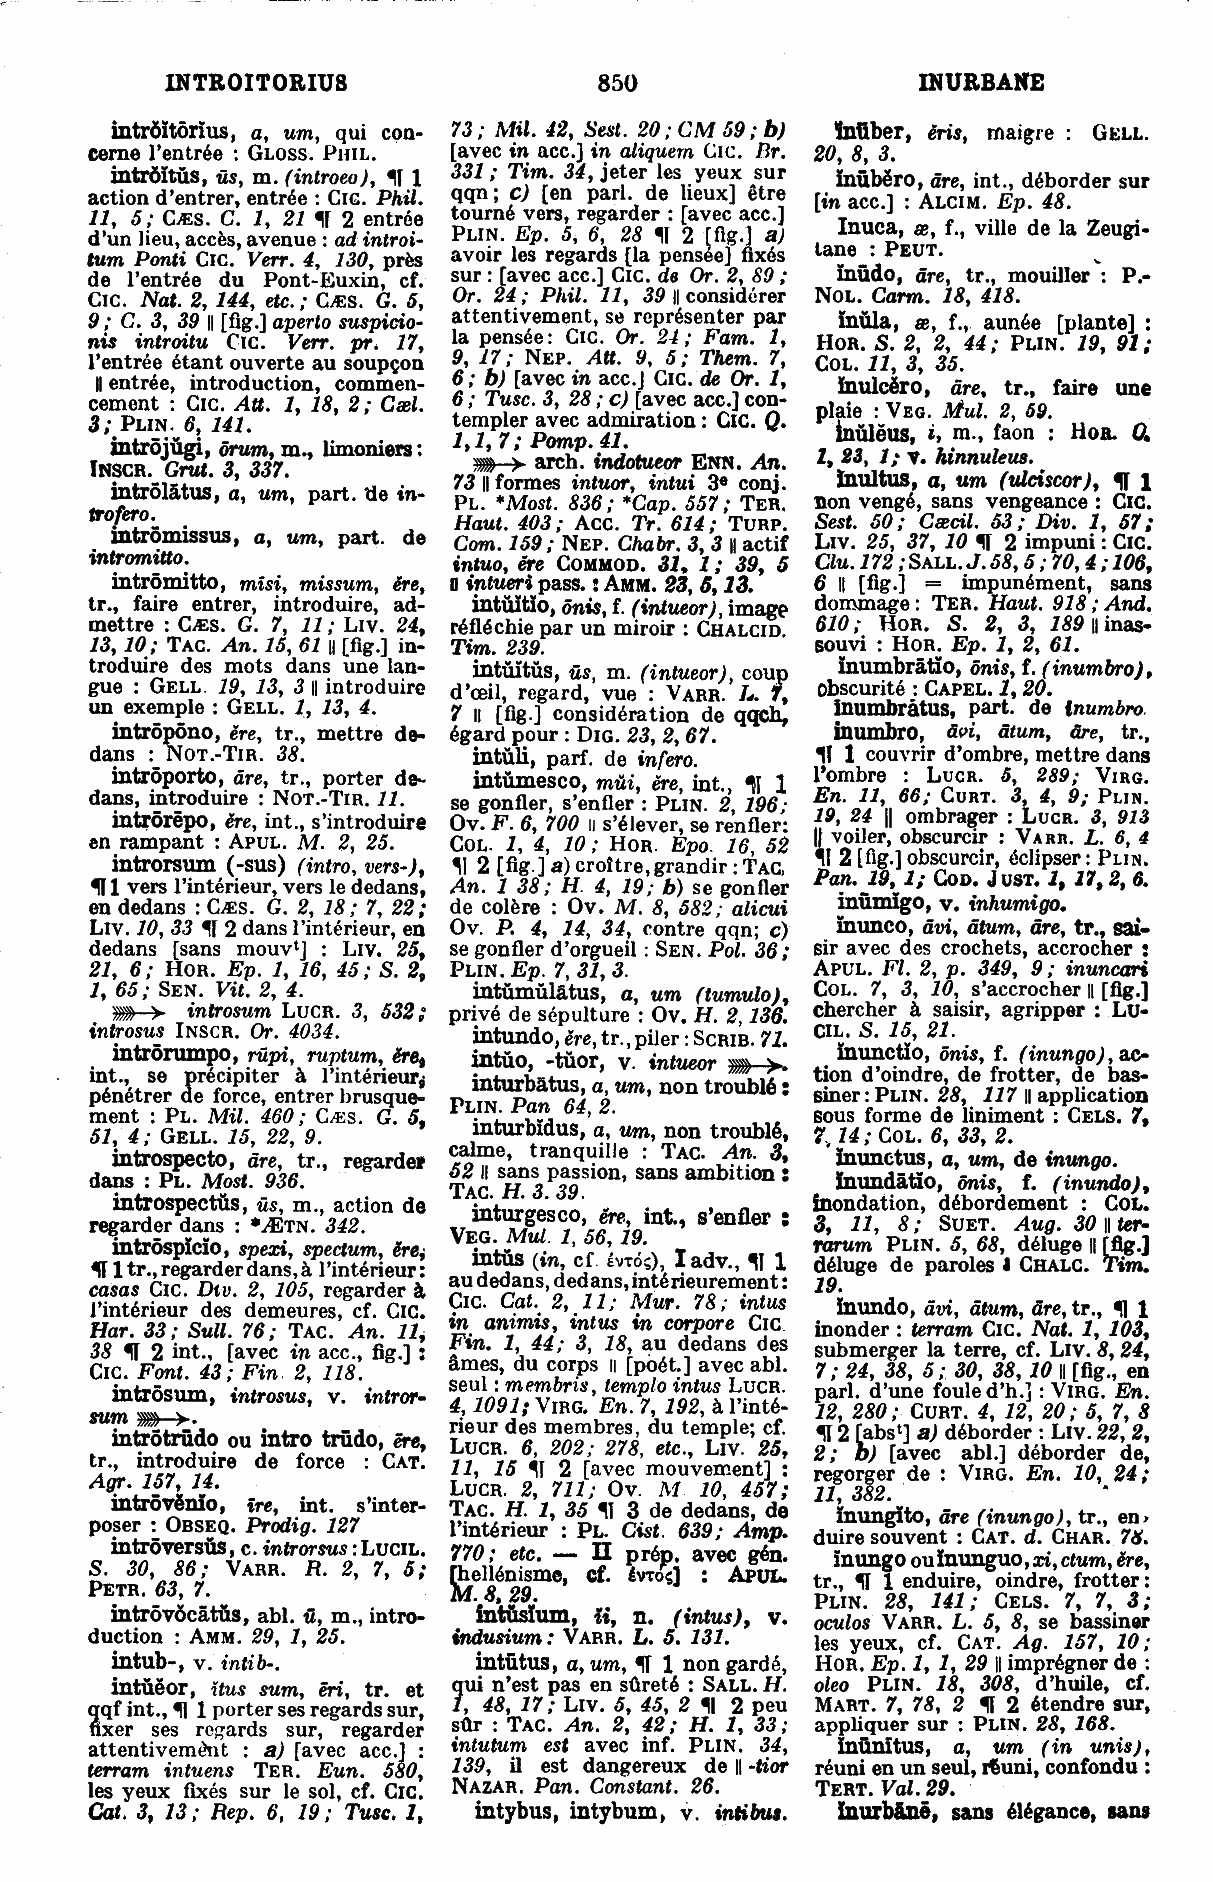 INTROITORIUS 850 INURBANE
intrŏĭtōrĭus, a, um, qui con-
cerne l'entrée : GLOSS. PHIL.
intrŏĭtŭs, ūs, m. (introeo), ¶ 1
action d'entrer, entrée : CIC. Phil.
11, 5; CÆS. C. 1, 21 ¶ 2 entrée
d'un lieu, accès, avenue : ad introi-
tum Ponti CIC. Verr. 4, 130, près
de l'entrée du Pont-Euxin, cf.
CIC. Nat. 2, 144, etc.; CÆS. G. 5,
9; C. 3, 39 || [fig.] aperto suspicio-
nis introitu CIC. Verr. pr. 17,
l'entrée étant ouverte au soupçon
|| entrée, introduction, commen-
cement : CIC. Att. 1, 18, 2; Cæl.
3; PLIN. 6, 141.
intrōjŭgi, ōrum, m., limoniers :
INSCR. Grut. 3, 337.
intrōlātus, a, um, part. de in-
trofero.
intrōmissus, a, um, part. de
intromitto.
intrōmitto, mīsi, missum, ĕre,
tr., faire entrer, introduire, ad-
mettre : CÆS. G. 7, 11; LIV. 24,
13, 10; TAC. An. 15, 61 || [fig.] in-
troduire des mots dans une lan-
gue : GELL. 19, 13, 3 || introduire
un exemple : GELL. 1, 13, 4.
intrōpōno, ĕre, tr., mettre de-
dans : NOT.-TIR. 38.
intrōporto, āre, tr., porter de-
dans, introduire : NOT.-TIR. 11.
intrōrēpo, ĕre, int., s'introduire
en rampant : APUL. M. 2, 25.
introrsum (-sus) (intro, vers-),
¶ 1 vers l'intérieur, vers le dedans,
en dedans : CÆS. G. 2, 18; 7, 22;
LIV. 10, 33 ¶ 2 dans l'intérieur, en
dedans [sans mouvt] : LIV. 25,
21, 6; HOR. Ep. 1, 16, 45; S. 2,
1, 65; SEN. Vit. 2, 4.
introsum LUCR. 3, 532;
introsus INSCR. Or. 4034.
intrōrumpo, rūpi, ruptum, ĕre,
int., se précipiter à l'intérieur,
pénétrer de force, entrer brusque-
ment : PL. Mil. 460; CÆS. G. 5,
51, 4; GELL. 15, 22, 9.
introspecto, āre, tr., regarder
dans : PL. Most. 936.
introspectŭs, ūs, m., action de
regarder dans : *ÆTN. 342.
intrōspĭcĭo, spexi, spectum, ĕre,
¶ 1 tr., regarder dans, à l'intérieur :
casas CIC. Div. 2, 105, regarder à
l'intérieur des demeures, cf. CIC.
Har. 33; Sull. 76; TAC. An. 11,
38 ¶ 2 int., [avec in acc., fig.] :
CIC. Font. 43; Fin. 2, 118.
intrōsum, introsus, v. intror-
sum.
intrōtrūdo ou intro trūdo, ĕre,
tr., introduire de force : CAT.
Agr. 157, 14.
intrōvĕnĭo, īre, int. s'inter-
poser : OBSEQ. Prodig. 127
intrōversŭs, c. introrsus : LUCIL.
S. 30, 86; VARR. R. 2, 7, 5;
PETR. 63, 7.
intrōvŏcātŭs, abl. ū, m., intro-
duction : AMM. 29, 1, 25.
intub-, v. intib-.
intŭĕor, ĭtus sum, ēri, tr. et
qqf int., ¶ 1 porter ses regards sur,
fixer ses regards sur, regarder
attentivement : a) [avec acc.] :
terram intuens TER. Eun. 580,
les yeux fixés sur le sol, cf. CIC.
Cat. 3, 13; Rep. 6, 19; Tusc. 1,
73; Mil. 42, Sest. 20; CM 59; b)
[avec in acc.] in aliquem CIC. Br.
331; Tim. 34, jeter les yeux sur
qqn; c) [en parl. de lieux] être
tourné vers, regarder : [avec acc.]
PLIN. Ep. 5, 6, 28 ¶ 2 [fig.] a)
avoir les regards [la pensée] fixés
sur : [avec acc.] CIC. de Or. 2, 89;
Or. 24; Phil. 11, 39 || considérer
attentivement, se représenter par
la pensée : CIC. Or. 24; Fam. 1,
9, 17; NEP. Att. 9, 5; Them. 7,
6; b) [avec in acc.] CIC. de Or. 1,
6; Tusc. 3, 28; c) [avec acc.] con-
templer avec admiration : CIC. Q.
1, 1, 7; Pomp. 41.
arch. indotueor ENN. An.
73 || formes intuor, intui 3e conj.
PL. *Most. 836; *Cap. 557; TER.
Haut. 403; ACC. Tr. 614; TURP.
Com. 159; NEP. Chabr. 3, 3 || actif
intuo, ĕre COMMOD. 31, 1; 39, 5
|| intueri pass. : AMM. 23, 5, 13.
intŭĭtĭo, ōnis, f. (intueor), image
réfléchie par un miroir : CHALCID.
Tim. 239.
intŭĭtŭs, ūs, m. (intueor), coup
d'œil, regard, vue : VARR. L. 7,
7 || [fig.] considération de qqch,
égard pour : DIG. 23, 2, 67.
intŭli, parf. de infero.
intŭmesco, mŭi, ĕre, int., ¶ 1
se gonfler, s'enfler : PLIN. 2, 196;
OV. F. 6, 700 || s'élever, se renfler :
COL. 1, 4, 10; HOR. Epo. 16, 52
¶ 2 [fig.] a) croître, grandir : TAC.
An. 1 38; H. 4, 19; b) se gonfler
de colère : OV. M. 8, 582; alicui
OV. P. 4, 14, 34, contre qqn; c)
se gonfler d'orgueil : SEN. Pol. 36;
PLIN. Ep. 7, 31, 3.
intŭmŭlātus, a, um (tumulo),
privé de sépulture : OV. H. 2, 136.
intundo, ĕre, tr., piler : SCRIB. 71.
intŭo, -tŭor, v. intueor.
inturbātus, a, um, non troublé :
PLIN. Pan 64, 2.
inturbĭdus, a, um, non troublé,
calme, tranquille : TAC. An. 3,
52 || sans passion, sans ambition :
TAC. H. 3. 39.
inturgesco, ĕre, int., s'enfler :
VEG. Mul. 1, 56, 19.
intŭs (in, cf. ἐντός), I adv., ¶ 1
au dedans, dedans, intérieurement :
CIC. Cat. 2, 11; Mur. 78; intus
in animis, intus in corpore CIC.
Fin. 1, 44; 3, 18, au dedans des
âmes, du corps || [poét.] avec abl.
seul : membris, templo intus LUCR.
4, 1091; VIRG. En. 7, 192, à l'inté-
rieur des membres, du temple; cf.
LUCR. 6, 202; 278, etc., LIV. 25,
11, 15 ¶ 2 [avec mouvement] :
LUCR. 2, 711; OV. M 10, 457;
TAC. H. 1, 35 ¶ 3 de dedans, de
l'intérieur : PL. Cist. 639; Amp.
770; etc. — II prép. avec gén.
[hellénisme, cf. ἐντός] : APUL.
M. 8, 29.
intŭsĭum, ĭi, n. (intus), v.
indusium : VARR. L. 5. 131.
intūtus, a, um, ¶ 1 non gardé,
qui n'est pas en sûreté : SALL. H.
1, 48, 17; LIV. 5, 45, 2 ¶ 2 peu
sûr : TAC. An. 2, 42; H. 1, 33;
intutum est avec inf. PLIN. 34,
139, il est dangereux de || -tior
NAZAR. Pan. Constant. 26.
intybus, intybum, v. intibus.
ĭnūber, ĕris, maigre : GELL.
20, 8, 3.
ĭnūbĕro, āre, int., déborder sur
[in acc.] : ALCIM. Ep. 48.
Inuca, æ, f., ville de la Zeugi-
tane : PEUT.
ĭnūdo, āre, tr., mouiller : P.-
NOL. Carm. 18, 418.
ĭnŭla, æ, f., aunée [plante] :
HOR. S. 2, 2, 44; PLIN. 19, 91;
COL. 11, 3, 35.
ĭnulcĕro, āre, tr., faire une
plaie : VEG. Mul. 2, 59.
ĭnŭlĕus, i, m., faon : HOR. O.
1, 23, 1; v. hinnuleus.
ĭnultus, a, um (ulciscor), ¶ 1
non vengé, sans vengeance : CIC.
Sest. 50; Cæcil. 53; Div. 1, 57;
LIV. 25, 37, 10 ¶ 2 impuni : CIC.
Clu. 172; SALL. J. 58, 5; 70, 4; 106,
6 || [fig.] = impunément, sans
dommage : TER. Haut. 918; And.
610; HOR. S. 2, 3, 189 || inas-
souvi : HOR. Ep. 1, 2, 61.
ĭnumbrātĭo, ōnis, f. (inumbro),
obscurité : CAPEL. 1, 20.
ĭnumbrātus, part. de inumbro.
ĭnumbro, āvi, ātum, āre, tr.,
¶ 1 couvrir d'ombre, mettre dans
l'ombre : LUCR. 5, 289; VIRG.
En. 11, 66; CURT. 3, 4, 9; PLIN.
19, 24 || ombrager : LUCR. 3, 913
|| voiler, obscurcir : VARR. L. 6, 4
¶ 2 [fig.] obscurcir, éclipser : PLIN.
Pan. 19, 1; COD. JUST. 1, 17, 2, 6.
ĭnūmĭgo, v. inhumigo.
ĭnunco, āvi, ātum, āre, tr., sai-
sir avec des crochets, accrocher :
APUL. Fl. 2, p. 349, 9; inuncari
COL. 7, 3, 10, s'accrocher || [fig.]
chercher à saisir, agripper : LU-
CIL. S. 15, 21.
ĭnunctĭo, ōnis, f. (inungo), ac-
tion d'oindre, de frotter, de bas-
siner : PLIN. 28, 117 || application
sous forme de liniment : CELS. 7,
7, 14; COL. 6, 33, 2.
ĭnunctus, a, um, de inungo.
ĭnundātĭo, ōnis, f. (inundo),
inondation, débordement : COL.
3, 11, 8; SUET. Aug. 30 || ter-
rarum PLIN. 5, 68, déluge || [fig.]
déluge de paroles : CHALC. Tim.
19.
ĭnundo, āvi, ātum, āre, tr., ¶ 1
inonder : terram CIC. Nat. 1, 103,
submerger la terre, cf. LIV. 8, 24,
7; 24, 38, 5; 30, 38, 10 || [fig., en
parl. d'une foule d'h.] : VIRG. En.
12, 280; CURT. 4, 12, 20; 5, 7, 8
¶ 2 [abst] a) déborder : LIV. 22, 2,
2; b) [avec abl.] déborder de,
regorger de : VIRG. En. 10, 24;
11, 382.
ĭnungĭto, āre (inungo), tr., en-
duire souvent : CAT. d. CHAR. 78.
ĭnungo ou ĭnunguo, xi, ctum, ĕre,
tr., ¶ 1 enduire, oindre, frotter :
PLIN. 28, 141; CELS. 7, 7, 3;
oculos VARR. L. 5, 8, se bassiner
les yeux, cf. CAT. Ag. 157, 10;
HOR. Ep. 1, 1, 29 || imprégner de :
oleo PLIN. 18, 308, d'huile, cf.
MART. 7, 78, 2 ¶ 2 étendre sur,
appliquer sur : PLIN. 28, 168.
ĭnūnītus, a, um (in unis),
réuni en un seul, réuni, confondu :
TERT. Val. 29.
ĭnurbānē, sans élégance, sans